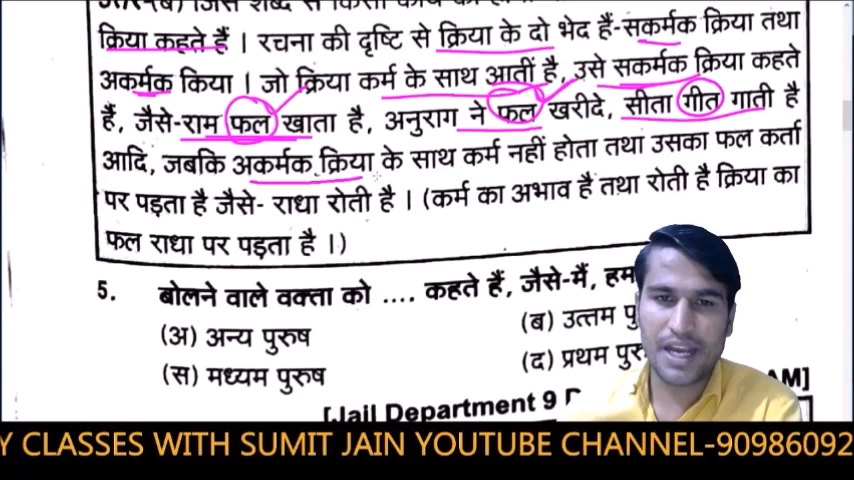 क्रिया कहते हैं । रचना की दृष्टि से क्रिया के दो भेद हैं-सकर्मक क्रिया तथा
अकर्मक किया । जो क्रिया कर्म के साथ आतीं है, उसे सकर्मक क्रिया कहते
हैं, जैसे-राम फल खाता है, अनुराग ने फल खरीदे, सीता गीत गाती है
आदि, जबकि अकर्मक क्रिया के साथ कर्म नहीं होता तथा उसका फल कर्ता
पर पड़ता है जैसे- राधा रोती है । (कर्म का अभाव है तथा रोती है क्रिया का
फल राधा पर पड़ता है ।)
5. बोलने वाले वक्ता को .... कहते हैं, जैसे-मैं, हम
(अ) अन्य पुरुष
(ब) उत्तम
(स) मध्यम पुरुष
(द) प्रथम
[Jail Department 9
AM]
Y CLASSES WITH SUMIT JAIN YOUTUBE CHANNEL-90986092